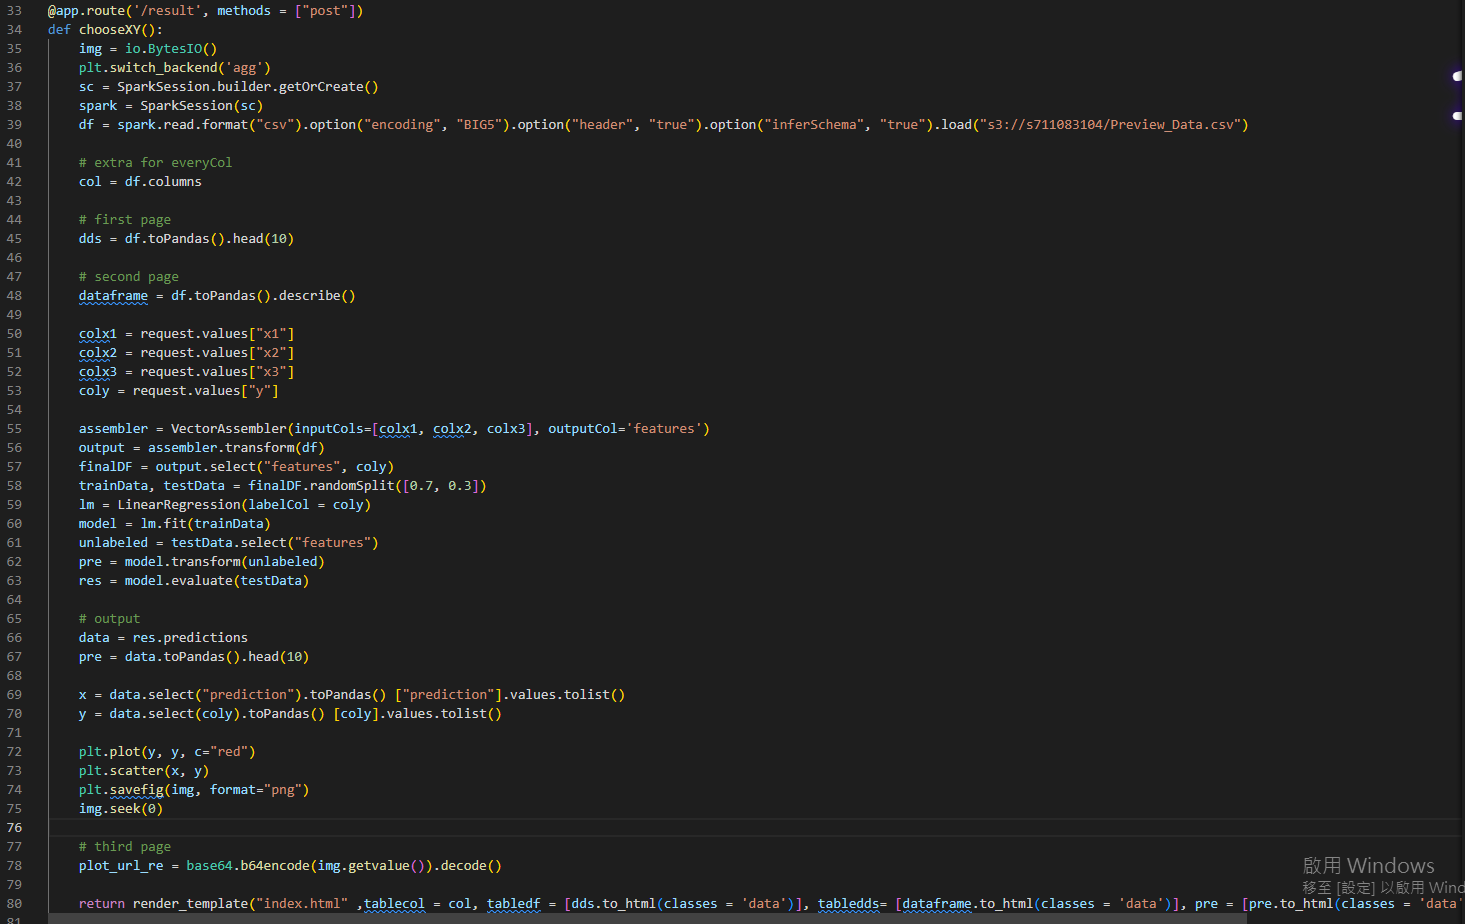 33 @app.route('/result', methods = ["post"])
34 def chooseXY():
35     img = io.BytesIO()
36     plt.switch_backend('agg')
37     sc = SparkSession.builder.getOrCreate()
38     spark = SparkSession(sc)
39     df = spark.read.format("csv").option("encoding", "BIG5").option("header", "true").option("inferSchema", "true").load("s3://s711083104/Preview_Data.csv")
40
41     # extra for everyCol
42     col = df.columns
43
44     # first page
45     dds = df.toPandas().head(10)
46
47     # second page
48     dataframe = df.toPandas().describe()
49
50     colx1 = request.values["x1"]
51     colx2 = request.values["x2"]
52     colx3 = request.values["x3"]
53     coly = request.values["y"]
54
55     assembler = VectorAssembler(inputCols=[colx1, colx2, colx3], outputCol='features')
56     output = assembler.transform(df)
57     finalDF = output.select("features", coly)
58     trainData, testData = finalDF.randomSplit([0.7, 0.3])
59     lm = LinearRegression(labelCol = coly)
60     model = lm.fit(trainData)
61     unlabeled = testData.select("features")
62     pre = model.transform(unlabeled)
63     res = model.evaluate(testData)
64
65     # output
66     data = res.predictions
67     pre = data.toPandas().head(10)
68
69     x = data.select("prediction").toPandas() ["prediction"].values.tolist()
70     y = data.select(coly).toPandas() [coly].values.tolist()
71
72     plt.plot(y, y, c="red")
73     plt.scatter(x, y)
74     plt.savefig(img, format="png")
75     img.seek(0)
76
77     # third page
78     plot_url_re = base64.b64encode(img.getvalue()).decode()
79
80     return render_template("index.html" ,tablecol = col, tabledf = [dds.to_html(classes = 'data')], tabledds= [dataframe.to_html(classes = 'data')], pre = [pre.to_html(classes = 'data'
81
啟用 Windows
移至 [設定] 以啟用 Wind